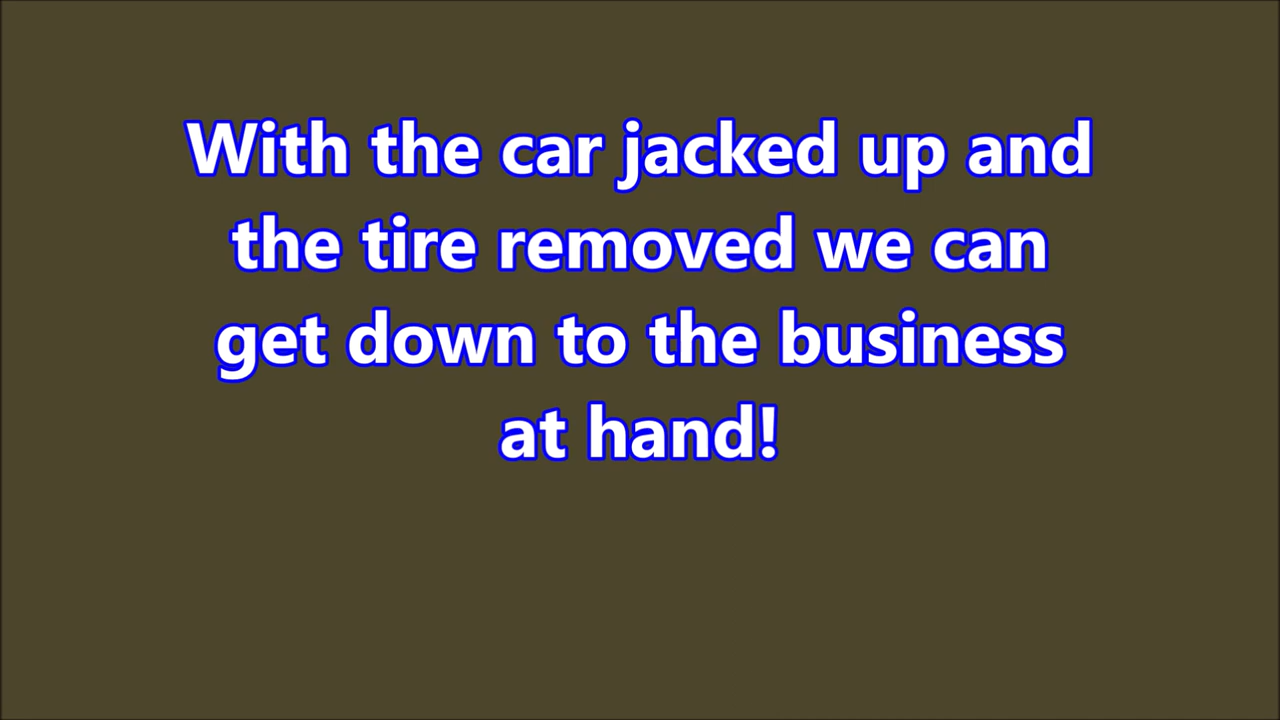 With the car jacked up and
the tire removed we can
get down to the business
at hand!